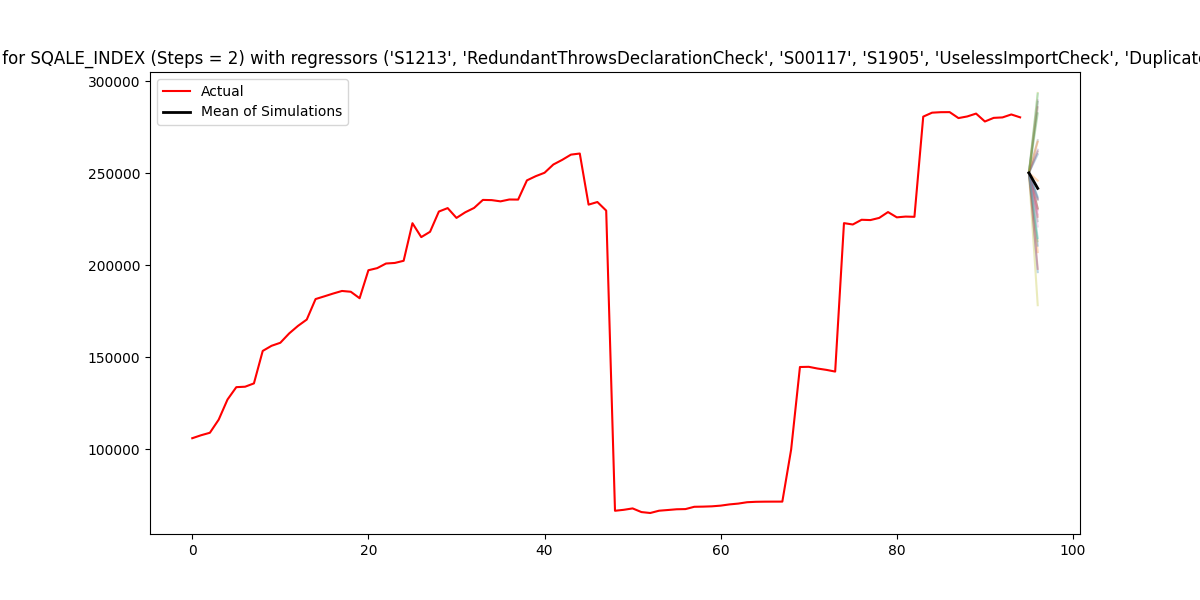 for SQALE_INDEX (Steps = 2) with regressors ('S1213', 'RedundantThrowsDeclarationCheck', 'S00117', 'S1905', 'UselessImportCheck', 'Duplicate
Actual
Mean of Simulations
300000
250000
200000
150000
100000
0 20 40 60 80 100